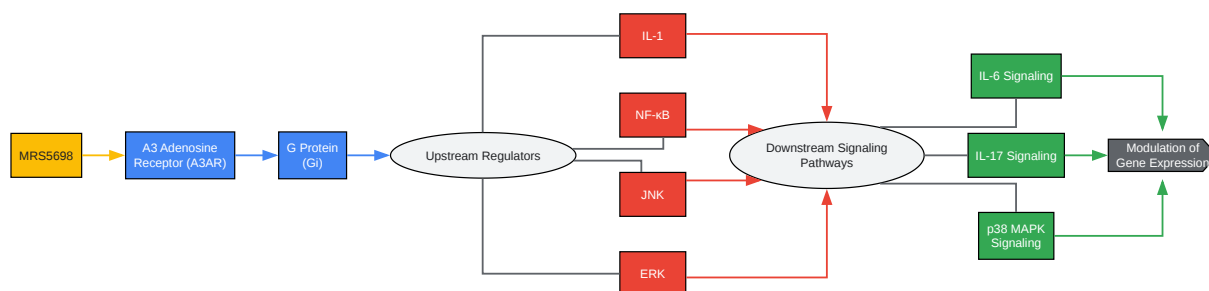 MRS5698
A3 Adenosine
Receptor (A3AR)
G Protein
(Gi)
Upstream Regulators
IL-1
NF-κB
JNK
ERK
Downstream Signaling
Pathways
IL-6 Signaling
IL-17 Signaling
p38 MAPK
Signaling
Modulation of
Gene Expression